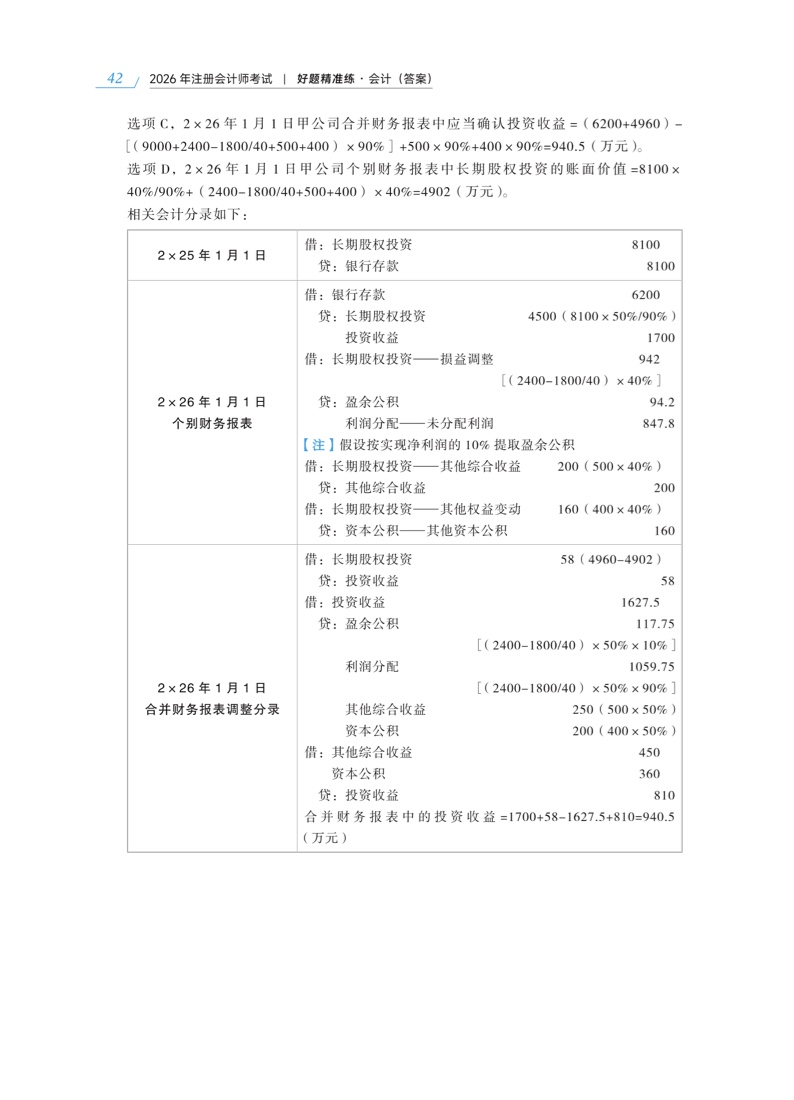 42 2026 年注册会计师考试 | 好题精准练·会计（答案）
选项 C，2×26 年 1 月 1 日甲公司合并财务报表中应当确认投资收益 =（6200+4960）-
[（9000+2400-1800/40+500+400）×90%] +500×90%+400×90%=940.5（万元）。
选项 D，2×26 年 1 月 1 日甲公司个别财务报表中长期股权投资的账面价值 =8100×
40%/90%+（2400-1800/40+500+400）×40%=4902（万元）。
相关会计分录如下：
2×25 年 1 月 1 日
借：长期股权投资 8100
贷：银行存款 8100
2×26 年 1 月 1 日
个别财务报表
借：银行存款 6200
贷：长期股权投资 4500（8100×50%/90%）
投资收益 1700
借：长期股权投资——损益调整 942
[（2400-1800/40）×40%]
贷：盈余公积 94.2
利润分配——未分配利润 847.8
【注】假设按实现净利润的 10% 提取盈余公积
借：长期股权投资——其他综合收益 200（500×40%）
贷：其他综合收益 200
借：长期股权投资——其他权益变动 160（400×40%）
贷：资本公积——其他资本公积 160
2×26 年 1 月 1 日
合并财务报表调整分录
借：长期股权投资 58（4960-4902）
贷：投资收益 58
借：投资收益 1627.5
贷：盈余公积 117.75
[（2400-1800/40）×50%×10%]
利润分配 1059.75
[（2400-1800/40）×50%×90%]
其他综合收益 250（500×50%）
资本公积 200（400×50%）
借：其他综合收益 450
资本公积 360
贷：投资收益 810
合并财务报表中的投资收益 =1700+58-1627.5+810=940.5
（万元）